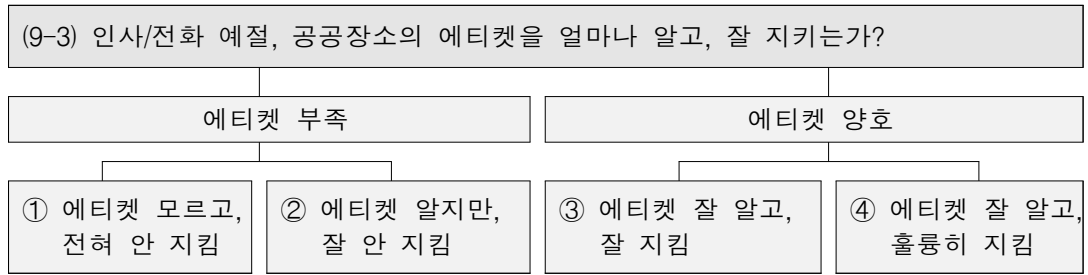 (9-3) 인사/전화 예절, 공공장소의 에티켓을 얼마나 알고, 잘 지키는가?
에티켓 부족
에티켓 양호
① 에티켓 모르고,
전혀 안 지킴
② 에티켓 알지만,
잘 안 지킴
③ 에티켓 잘 알고,
잘 지킴
④ 에티켓 잘 알고,
훌륭히 지킴